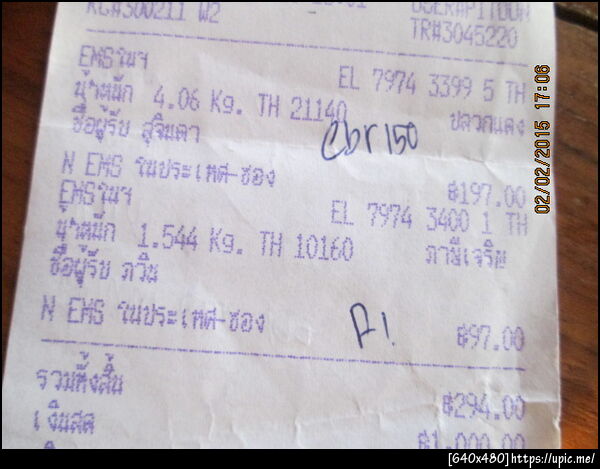 TR#3045220
EMSในฯ EL 7974 3399 5 TH
น้ำหนัก 4.06 Kg. TH 21140 ปลวกแดง
ชื่อผู้รับ สุจินดา cbr150
N EMS ในประเทศ-ซอง ฿197.00
EMSในฯ EL 7974 3400 1 TH
น้ำหนัก 1.544 Kg. TH 10160 ภาษีเจริญ
ชื่อผู้รับ ภวิน
N EMS ในประเทศ-ซอง ฿97.00
รวมทั้งสิ้น ฿294.00
เงินสด ฿1,000.00
02/02/2015 17:06
[640x480] https://upic.me/